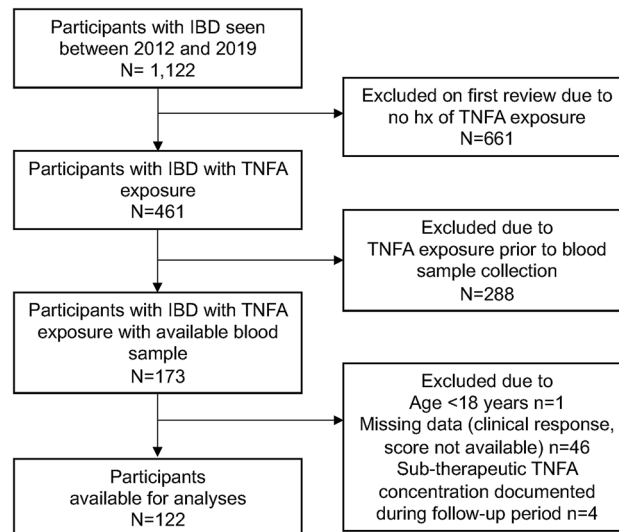 Participants with IBD seen
between 2012 and 2019
N= 1,122
Excluded on first review due to
no hx of TNFA exposure
N=661
Participants with IBD with TNFA
exposure
N=461
Excluded due to
TNFA exposure prior to blood
sample collection
N=288
Participants with IBD with TNFA
exposure with available blood
sample
N=173
Excluded due to
Age <18 years n=1
Missing data (clinical response,
score not available) n=46
Sub-therapeutic TNFA
concentration documented
during follow-up period n=4
Participants
available for analyses
N=122